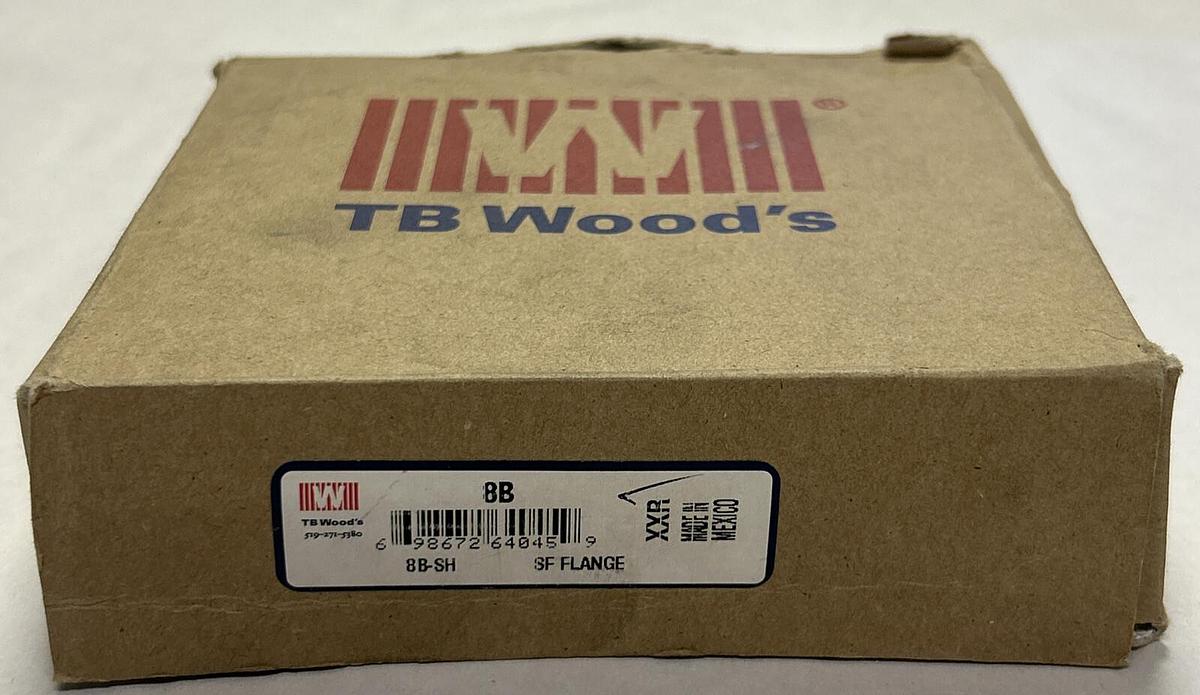 ®
TB Wood's
8B
TB Wood's
519-271-5380
6 98672 64045 9
8B-SH SF FLANGE
XXR
MADE IN
MEXICO